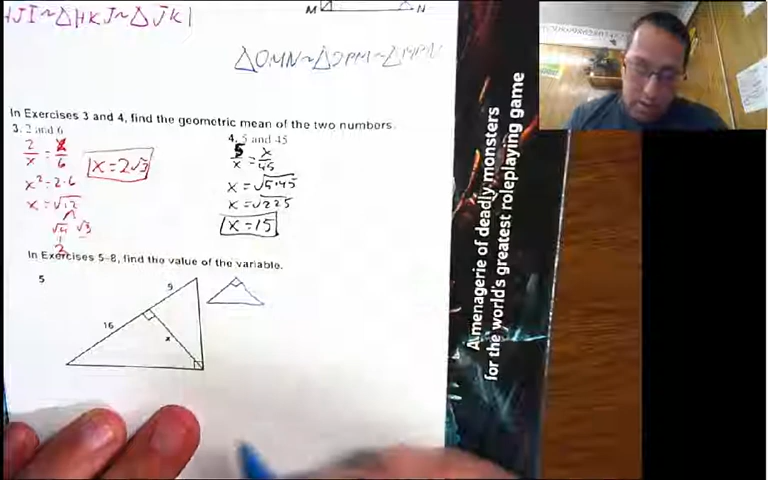 HJI~△HKJ~△JKI
M N
△OMN~△OPM~△MPN
In Exercises 3 and 4, find the geometric mean of the two numbers.
3. 2 and 6
4. 5 and 45
2/x = x/6
x=2√3
x²=2·6
x=√12
√4 √3
2
5/x = x/45
x=√5·45
x=√225
x=15
In Exercises 5-8, find the value of the variable.
5
9
16
x
A menagerie of deadly monsters
for the world's greatest roleplaying game